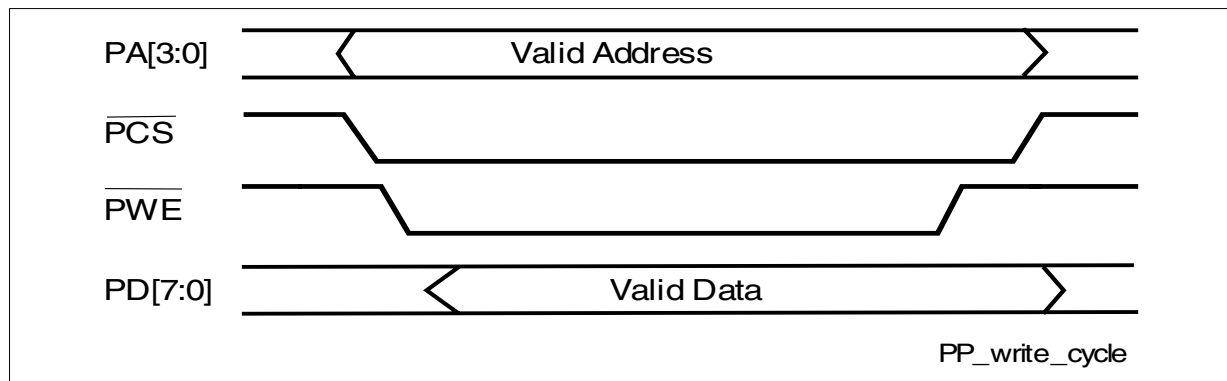 PA[3:0] Valid Address
PCS
PWE
PD[7:0] Valid Data
PP_write_cycle